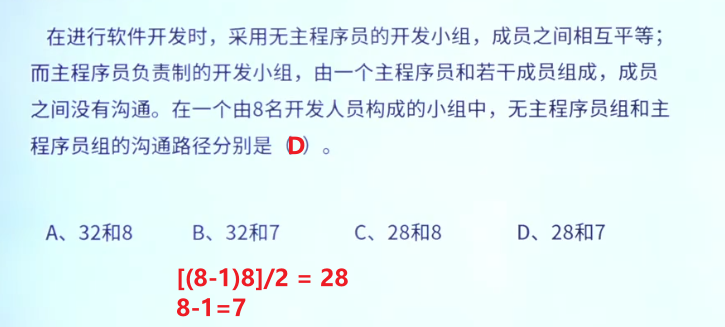 在进行软件开发时，采用无主程序员的开发小组，成员之间相互平等；
而主程序员负责制的开发小组，由一个主程序员和若干成员组成，成员
之间没有沟通。在一个由8名开发人员构成的小组中，无主程序员组和主
程序员组的沟通路径分别是（D）。
A、32和8 B、32和7 C、28和8 D、28和7
[(8-1)8]/2 = 28
8-1=7